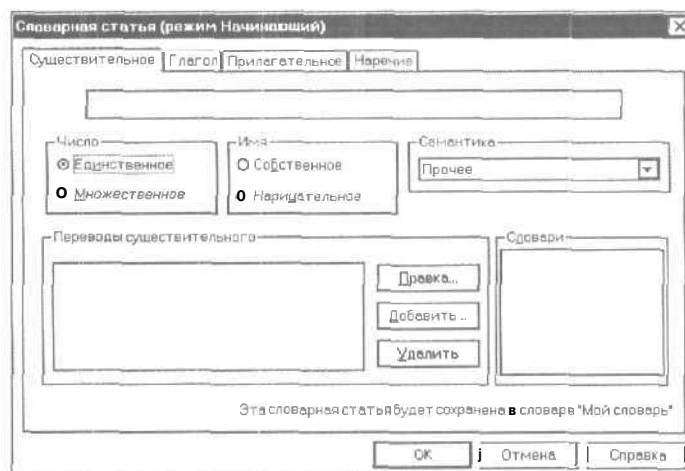 Словарная статья (режим Начинающий)
Существительное Глагол Прилагательное Наречие
Число Имя Семантика
Единственное Собственное Прочее
Множественное Нарицательное
Переводы существительного Словари
Правка...
Добавить ..
Удалить
Эта словарная статья будет сохранена в словаре "Мой словарь"
OK Отмена Справка